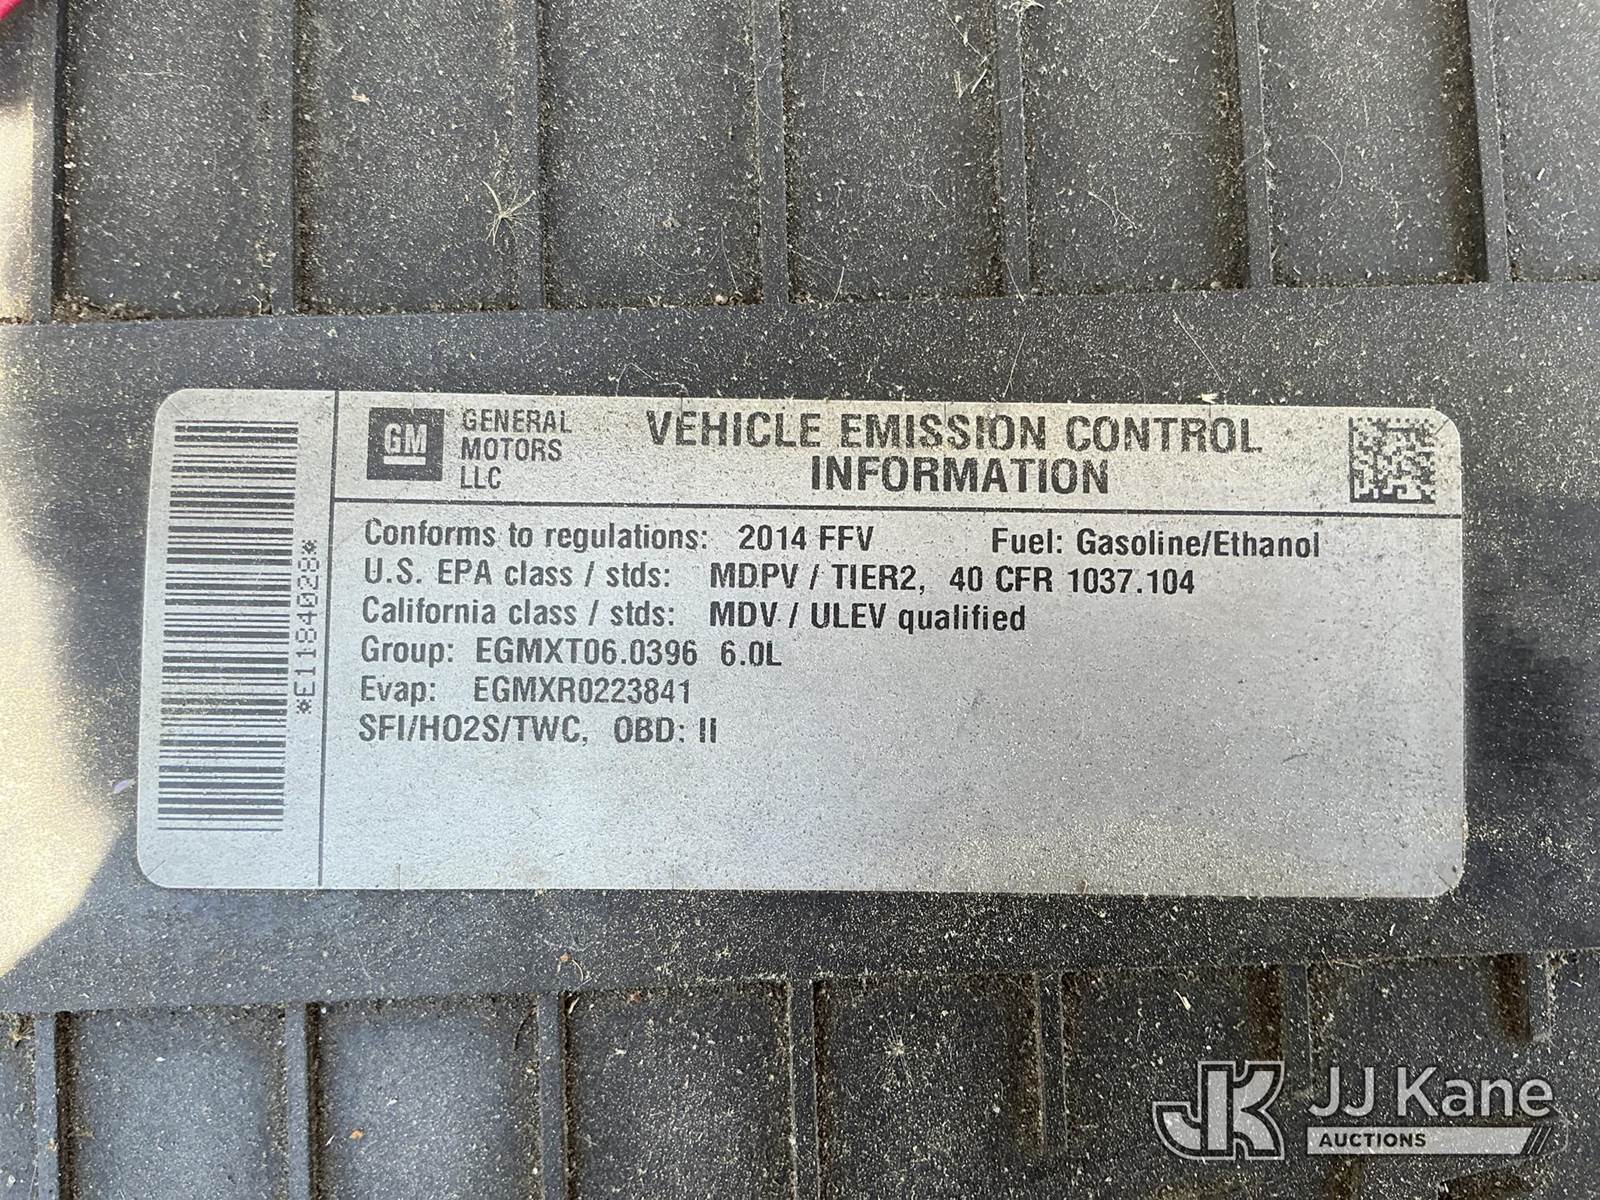 GM
GENERAL
MOTORS
LLC
VEHICLE EMISSION CONTROL
INFORMATION
Conforms to regulations: 2014 FFV Fuel: Gasoline/Ethanol
U.S. EPA class / stds: MDPV / TIER2, 40 CFR 1037.104
California class / stds: MDV / ULEV qualified
Group: EGMXT06.0396 6.0L
Evap: EGMXR0223841
SFI/HO2S/TWC, OBD: II
*E11840028*
JK JJ Kane
AUCTIONS